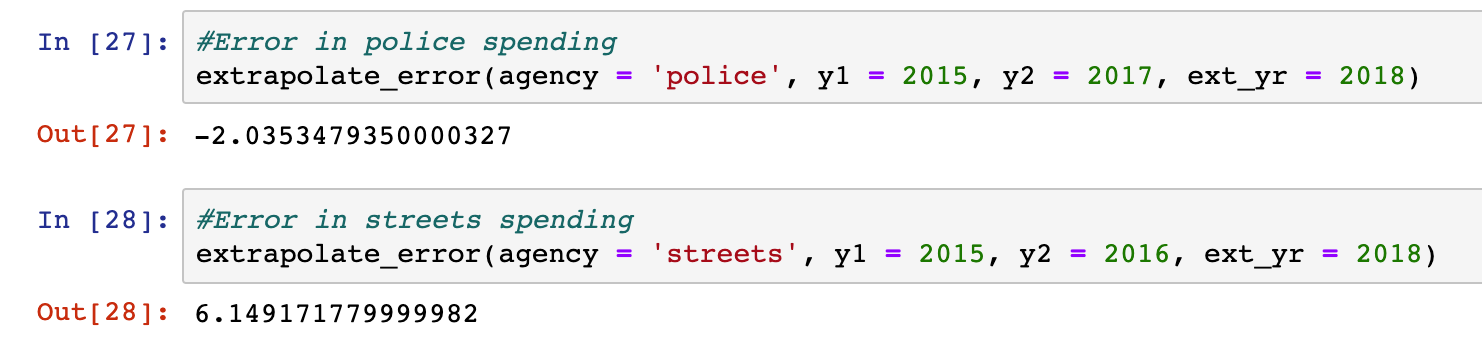 In [27]: #Error in police spending
extrapolate_error(agency = 'police', y1 = 2015, y2 = 2017, ext_yr = 2018)
Out[27]: -2.0353479350000327
In [28]: #Error in streets spending
extrapolate_error(agency = 'streets', y1 = 2015, y2 = 2016, ext_yr = 2018)
Out[28]: 6.149171779999982